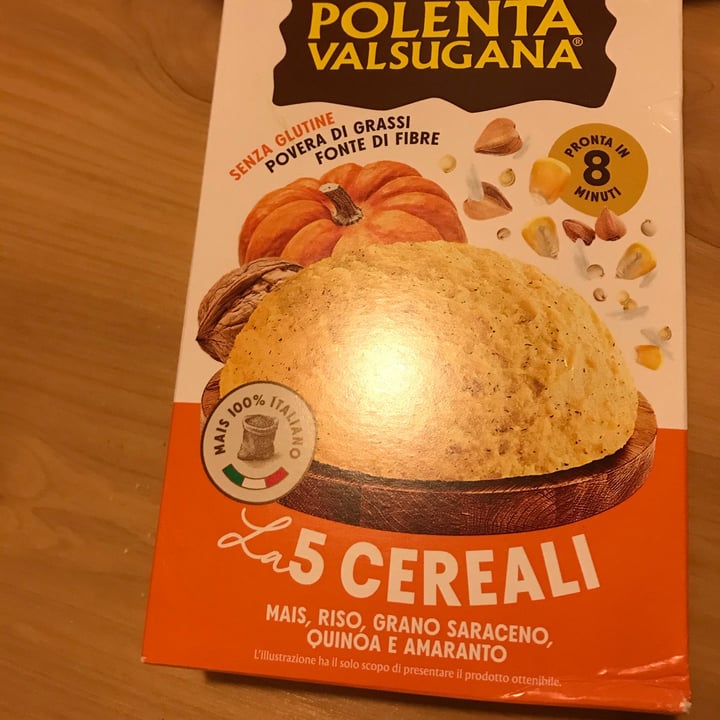 POLENTA
VALSUGANA®
SENZA GLUTINE
POVERA DI GRASSI
FONTE DI FIBRE
PRONTA IN
8
MINUTI
MAIS 100% ITALIANO
La 5 CEREALI
MAIS, RISO, GRANO SARACENO,
QUINOA E AMARANTO
L'illustrazione ha il solo scopo di presentare il prodotto ottenibile.